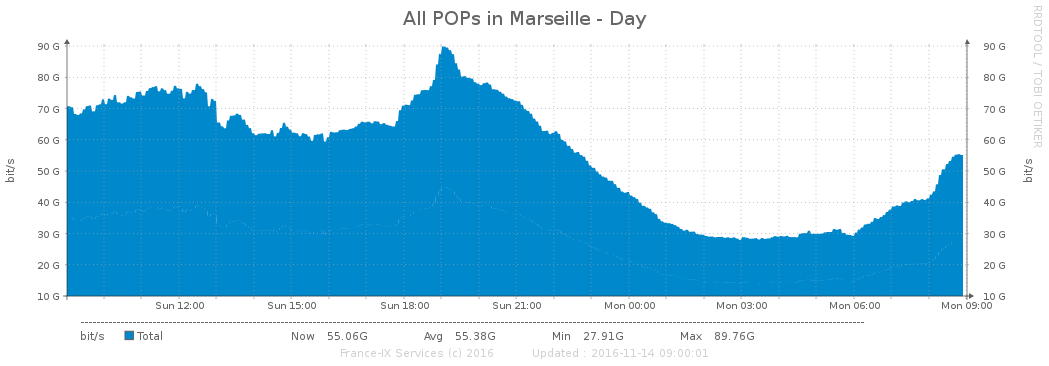 All POPs in Marseille - Day
RRDTOOL / TOBI OETIKER
bit/s
90 G
80 G
70 G
60 G
50 G
40 G
30 G
20 G
10 G
90 G
80 G
70 G
60 G
50 G
40 G
30 G
20 G
10 G
bit/s
Sun 12:00 Sun 15:00 Sun 18:00 Sun 21:00 Mon 00:00 Mon 03:00 Mon 06:00 Mon 09:00
bit/s Total Now 55.06G Avg 55.38G Min 27.91G Max 89.76G
France-IX Services (c) 2016 Updated : 2016-11-14 09:00:01